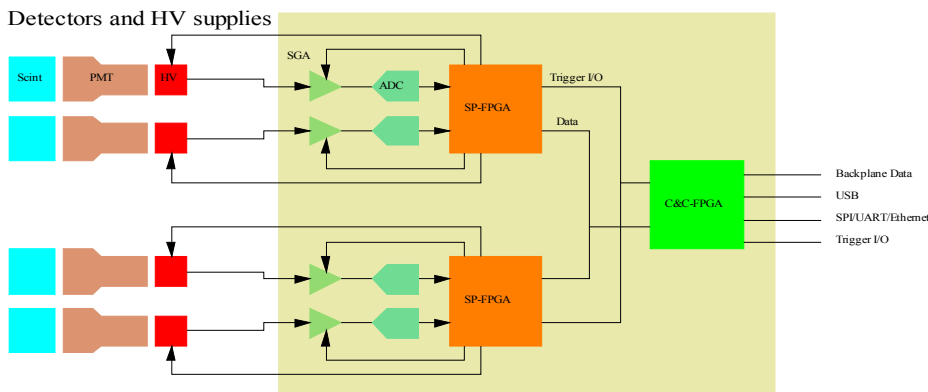 Detectors and HV supplies
SGA
Scint
PMT
HV
ADC
SP-FPGA
Trigger I/O
Data
C&C-FPGA
Backplane Data
USB
SPI/UART/Ethernet
Trigger I/O
SP-FPGA